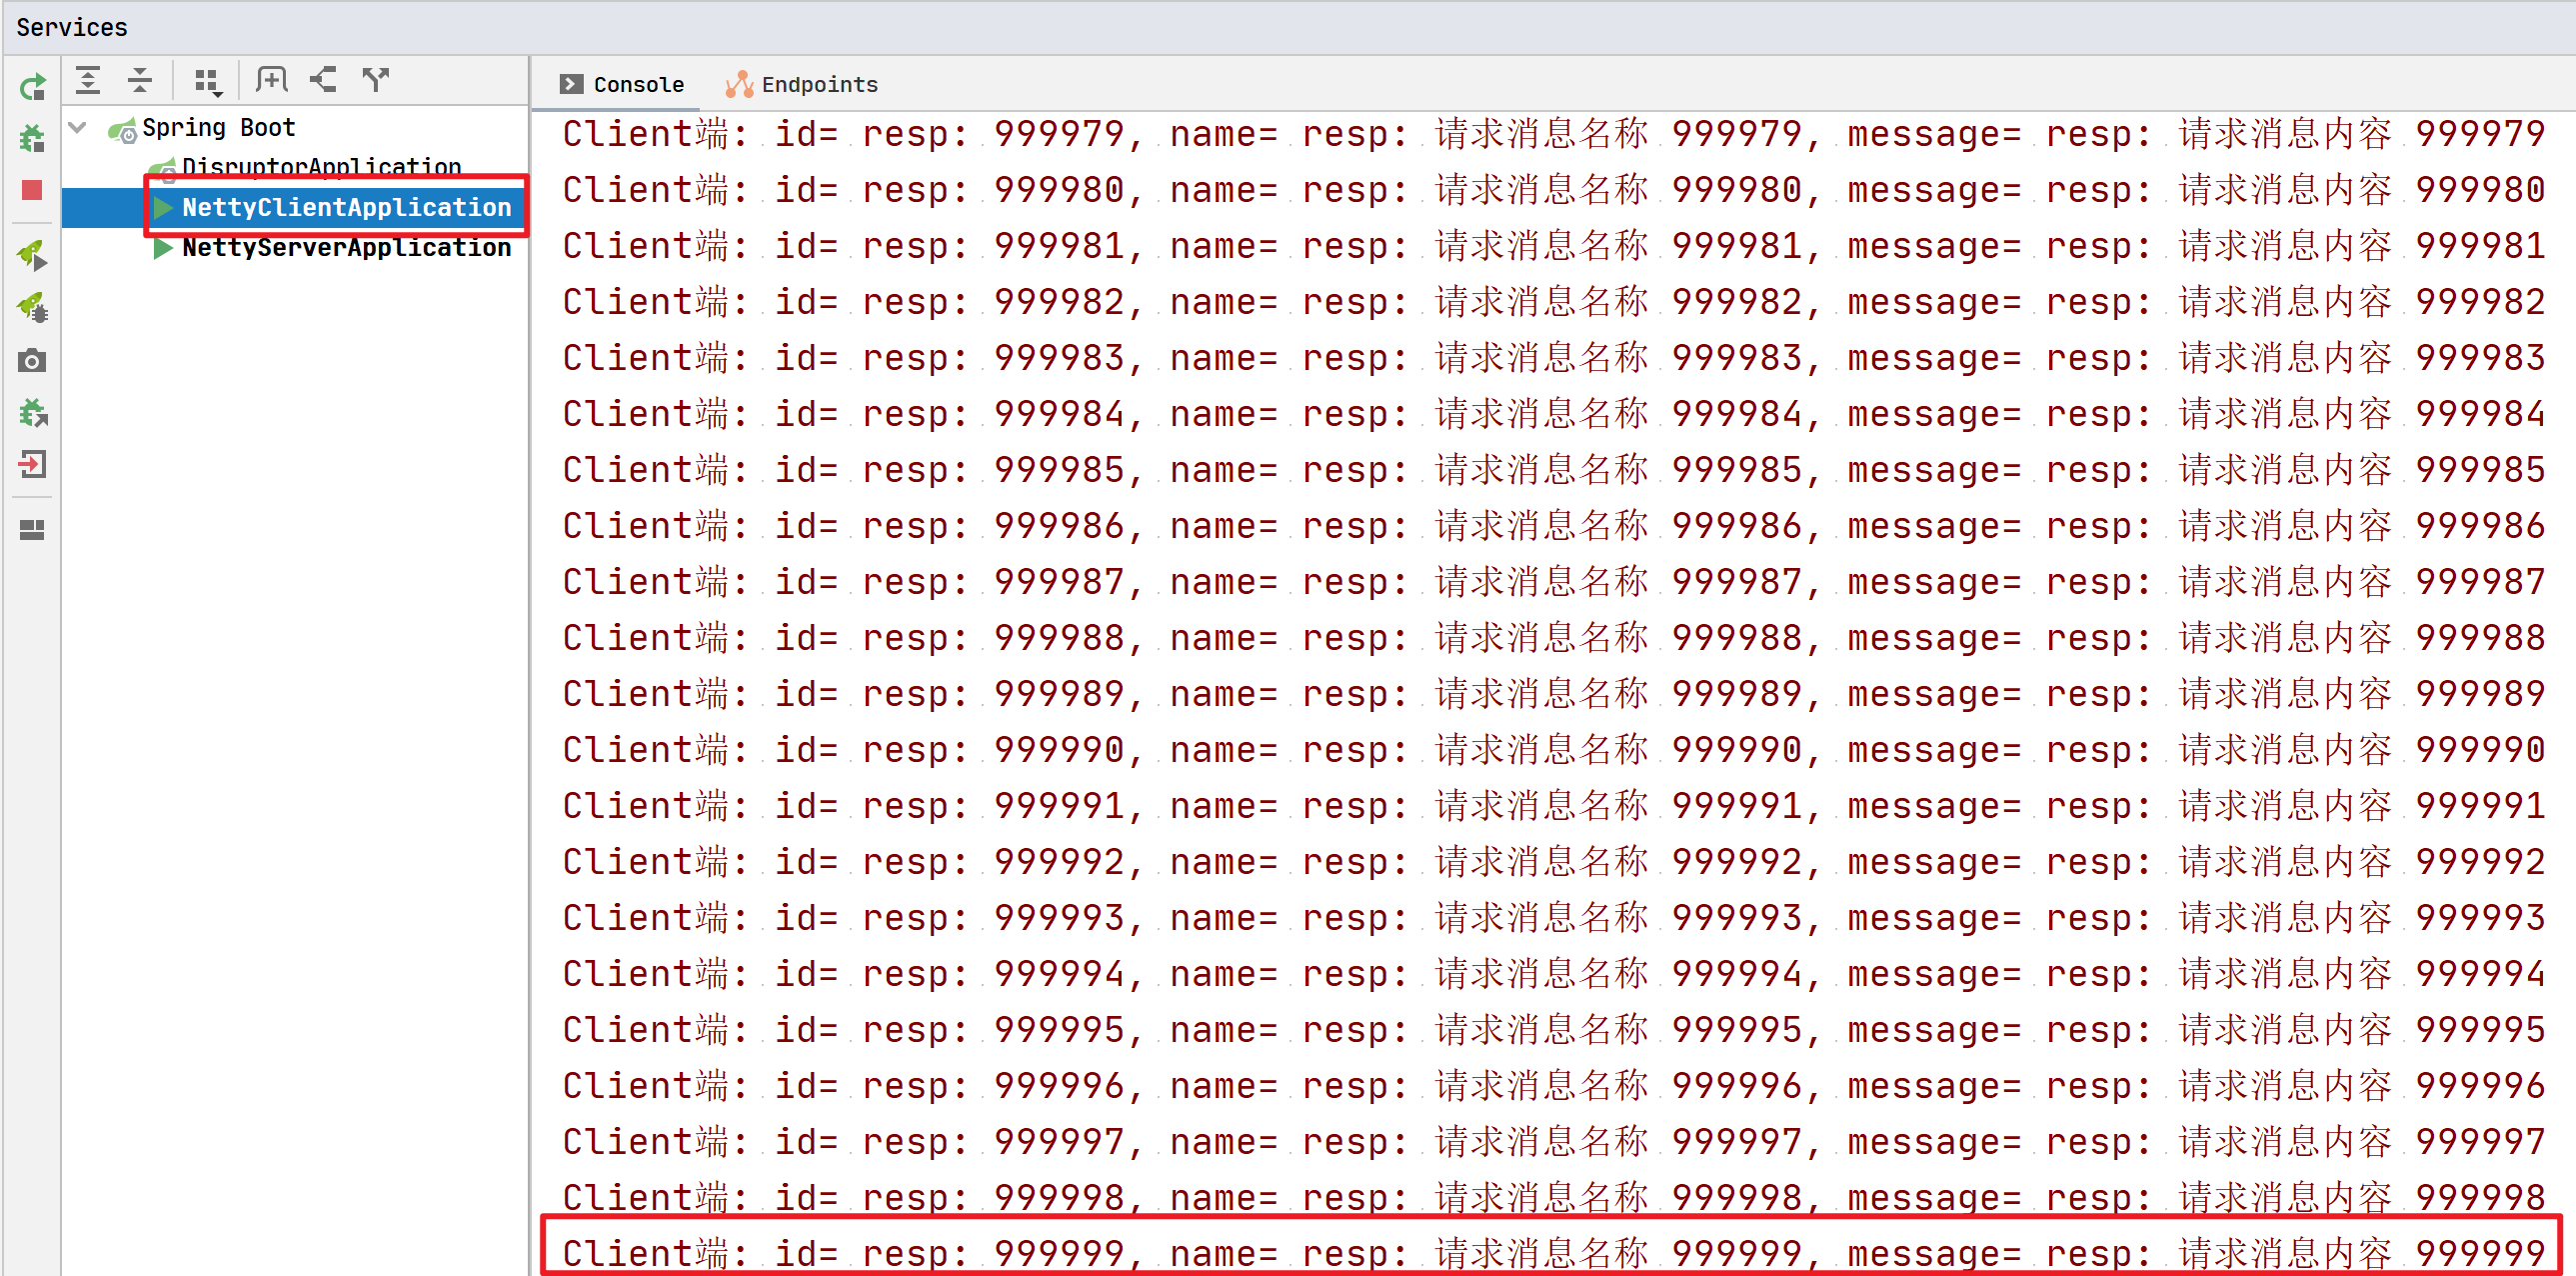 Services
Console Endpoints
Spring Boot
DisruptorApplication
NettyClientApplication
NettyServerApplication
Client端: id= resp: 999979, name= resp: 请求消息名称 999979, message= resp: 请求消息内容 999979
Client端: id= resp: 999980, name= resp: 请求消息名称 999980, message= resp: 请求消息内容 999980
Client端: id= resp: 999981, name= resp: 请求消息名称 999981, message= resp: 请求消息内容 999981
Client端: id= resp: 999982, name= resp: 请求消息名称 999982, message= resp: 请求消息内容 999982
Client端: id= resp: 999983, name= resp: 请求消息名称 999983, message= resp: 请求消息内容 999983
Client端: id= resp: 999984, name= resp: 请求消息名称 999984, message= resp: 请求消息内容 999984
Client端: id= resp: 999985, name= resp: 请求消息名称 999985, message= resp: 请求消息内容 999985
Client端: id= resp: 999986, name= resp: 请求消息名称 999986, message= resp: 请求消息内容 999986
Client端: id= resp: 999987, name= resp: 请求消息名称 999987, message= resp: 请求消息内容 999987
Client端: id= resp: 999988, name= resp: 请求消息名称 999988, message= resp: 请求消息内容 999988
Client端: id= resp: 999989, name= resp: 请求消息名称 999989, message= resp: 请求消息内容 999989
Client端: id= resp: 999990, name= resp: 请求消息名称 999990, message= resp: 请求消息内容 999990
Client端: id= resp: 999991, name= resp: 请求消息名称 999991, message= resp: 请求消息内容 999991
Client端: id= resp: 999992, name= resp: 请求消息名称 999992, message= resp: 请求消息内容 999992
Client端: id= resp: 999993, name= resp: 请求消息名称 999993, message= resp: 请求消息内容 999993
Client端: id= resp: 999994, name= resp: 请求消息名称 999994, message= resp: 请求消息内容 999994
Client端: id= resp: 999995, name= resp: 请求消息名称 999995, message= resp: 请求消息内容 999995
Client端: id= resp: 999996, name= resp: 请求消息名称 999996, message= resp: 请求消息内容 999996
Client端: id= resp: 999997, name= resp: 请求消息名称 999997, message= resp: 请求消息内容 999997
Client端: id= resp: 999998, name= resp: 请求消息名称 999998, message= resp: 请求消息内容 999998
Client端: id= resp: 999999, name= resp: 请求消息名称 999999, message= resp: 请求消息内容 999999